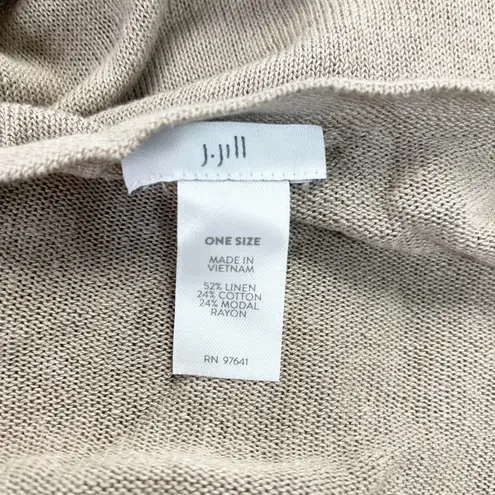 J.Jill
ONE SIZE
MADE IN
VIETNAM
52% LINEN
24% COTTON
24% MODAL
RAYON
RN 97641